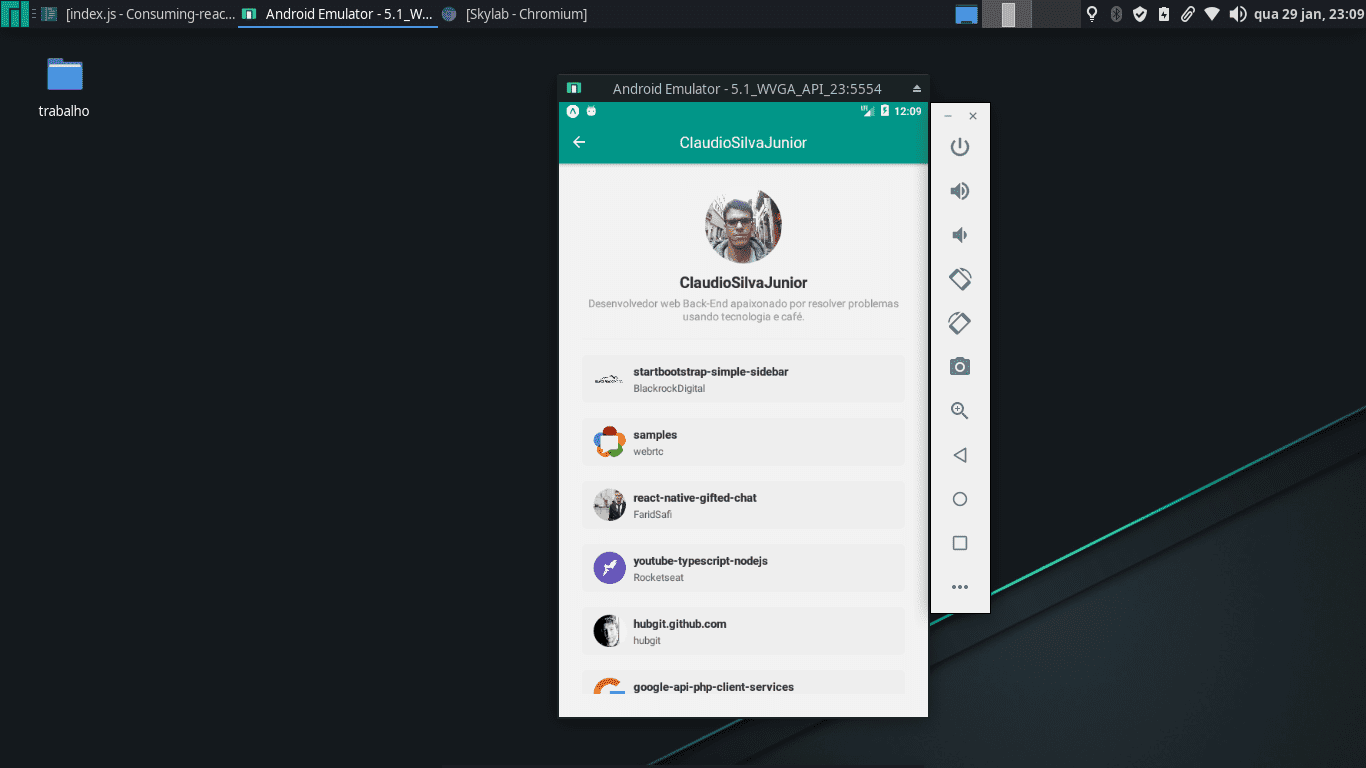 [index.js - Consuming-reac...
Android Emulator - 5.1_W...
[Skylab - Chromium]
qua 29 jan, 23:09
trabalho
Android Emulator - 5.1_WVGA_API_23:5554
12:09
ClaudioSilvaJunior
ClaudioSilvaJunior
Desenvolvedor web Back-End apaixonado por resolver problemas
usando tecnologia e café.
startbootstrap-simple-sidebar
BlackrockDigital
samples
webrtc
react-native-gifted-chat
FaridSafi
youtube-typescript-nodejs
Rocketseat
hubgit.github.com
hubgit
google-api-php-client-services